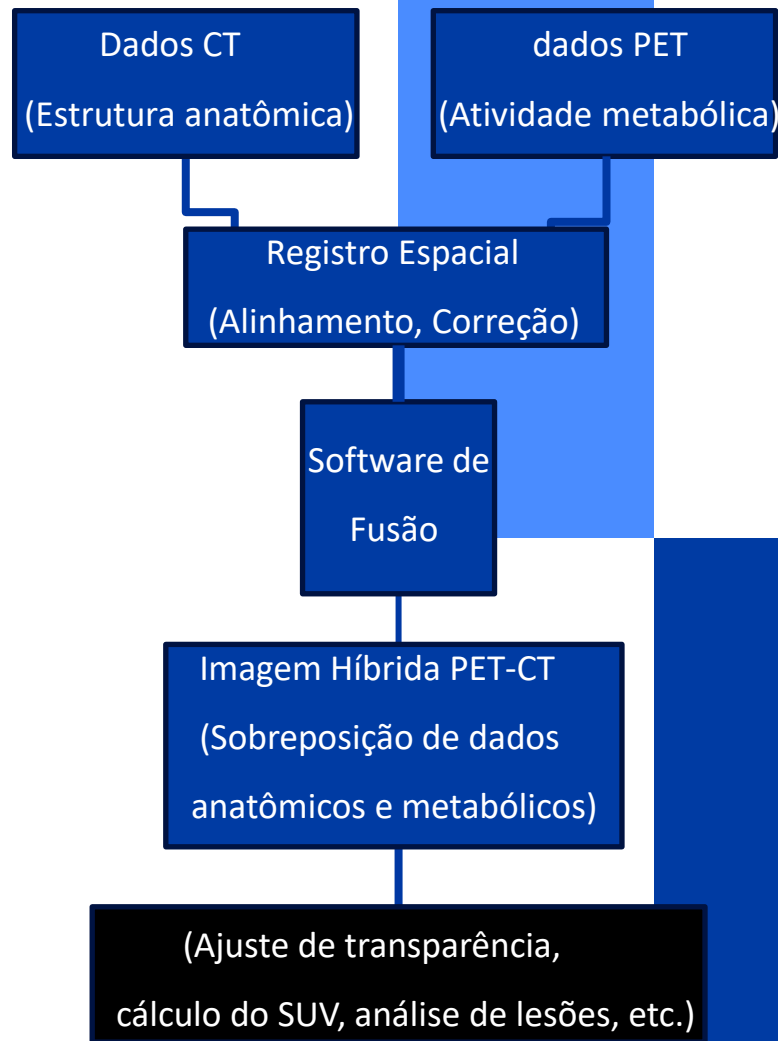 Dados CT
(Estrutura anatômica)
dados PET
(Atividade metabólica)
Registro Espacial
(Alinhamento, Correção)
Software de
Fusão
Imagem Híbrida PET-CT
(Sobreposição de dados
anatômicos e metabólicos)
(Ajuste de transparência,
cálculo do SUV, análise de lesões, etc.)